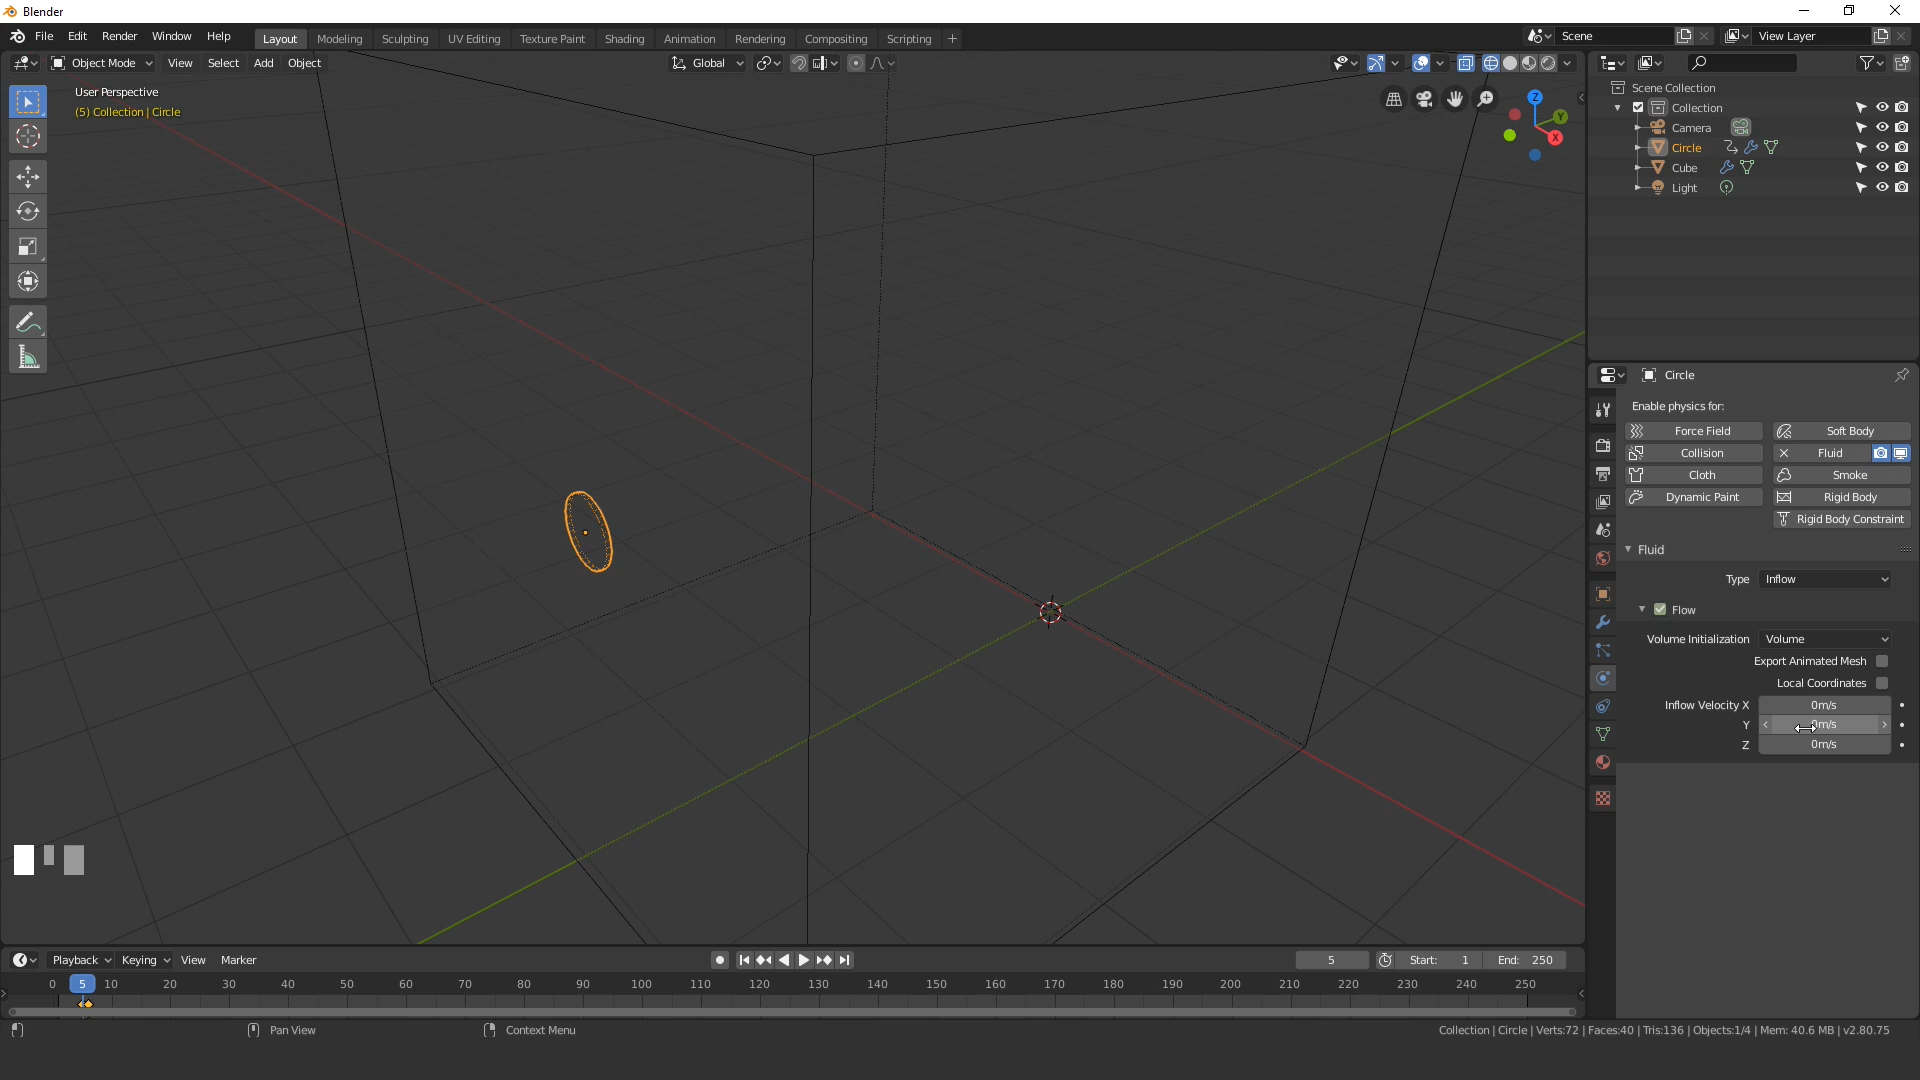 Blender
File Edit Render Window Help Layout Modeling Sculpting UV Editing Texture Paint Shading Animation Rendering Compositing Scripting + Scene View Layer
Object Mode View Select Add Object Global
User Perspective
(5) Collection | Circle
Z
Y
X
Scene Collection
Collection
Camera
Circle
Cube
Light
Circle
Enable physics for:
Force Field Soft Body
Collision Fluid
Cloth Smoke
Dynamic Paint Rigid Body
Rigid Body Constraint
Fluid
Type Inflow
Flow
Volume Initialization Volume
Export Animated Mesh
Local Coordinates
Inflow Velocity X 0m/s
Y 0m/s
Z 0m/s
Playback Keying View Marker 5 Start: 1 End: 250
0 5 10 20 30 40 50 60 70 80 90 100 110 120 130 140 150 160 170 180 190 200 210 220 230 240 250
Pan View Context Menu Collection | Circle | Verts:72 | Faces:40 | Tris:136 | Objects:1/4 | Mem: 40.6 MB | v2.80.75